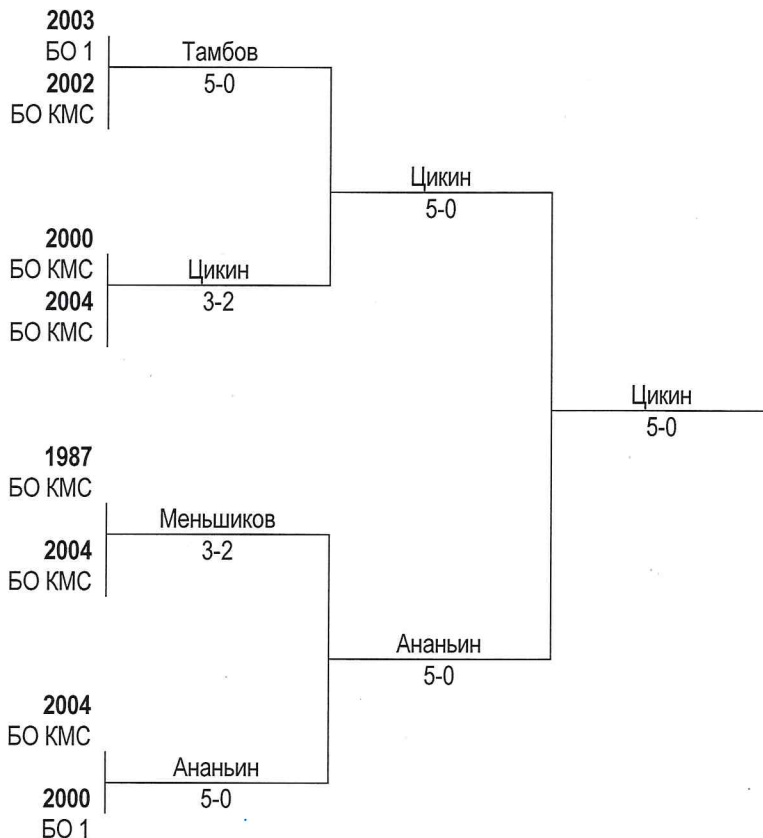 2003
БО 1
Тамбов
2002
5-0
БО КМС
Цикин
5-0
2000
БО КМС
Цикин
2004
3-2
БО КМС
Цикин
5-0
1987
БО КМС
Меньшиков
2004
3-2
БО КМС
Ананьин
5-0
2004
БО КМС
Ананьин
2000
5-0
БО 1